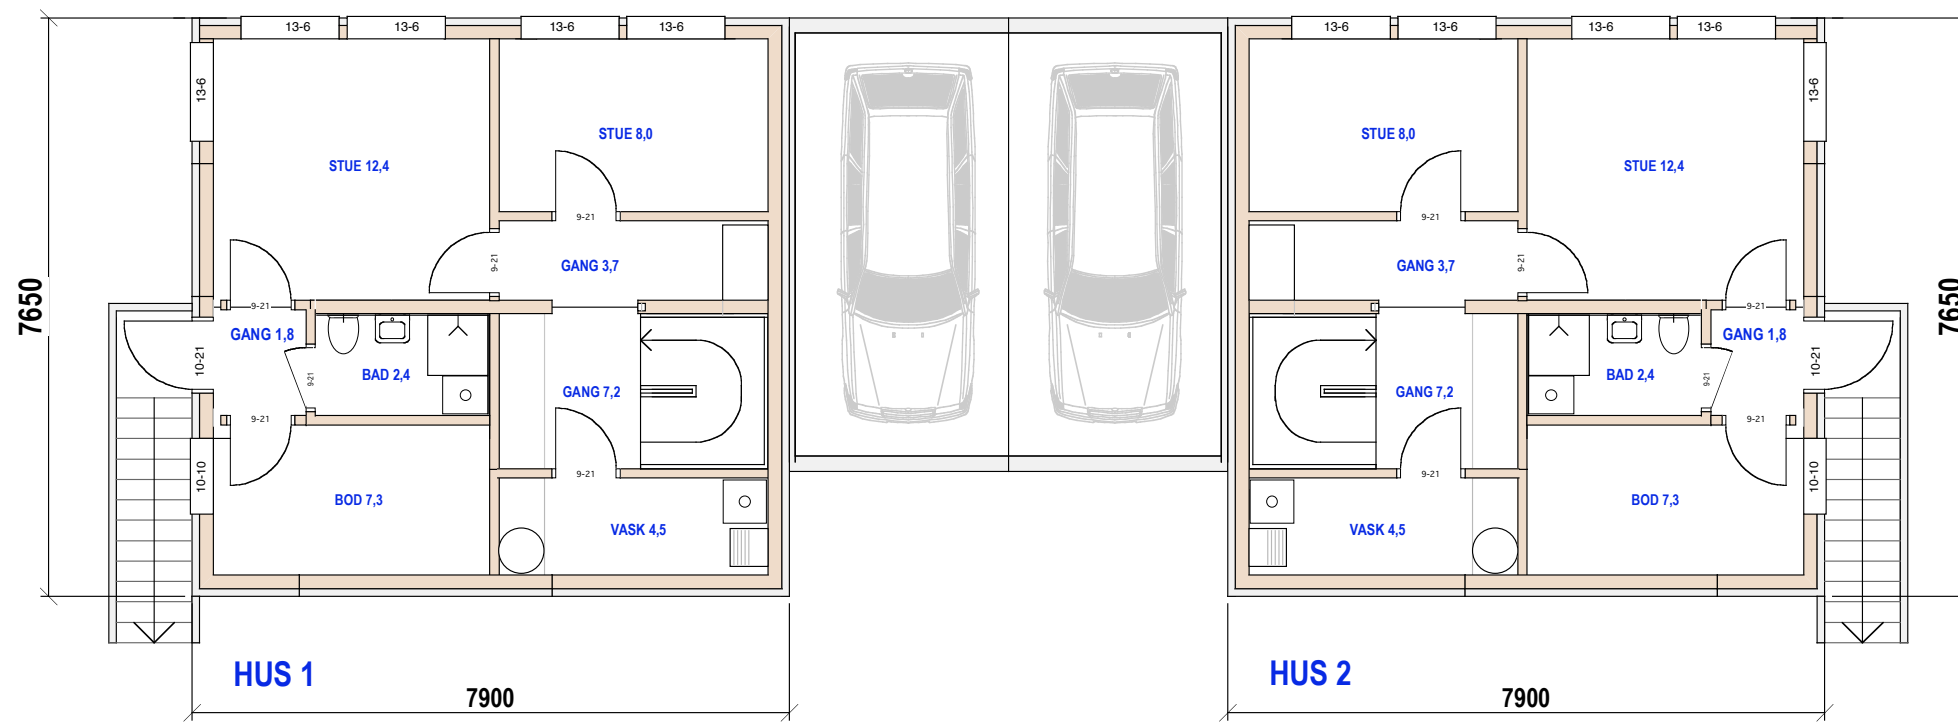 13-6 13-6 13-6 13-6 13-6 13-6 13-6 13-6
13-6 13-6
STUE 8,0 STUE 8,0
STUE 12,4 STUE 12,4
9-21 9-21
GANG 3,7 9-21 GANG 3,7 9-21
7650 7650
9-21 9-21
GANG 1,8 GANG 1,8
10-21 10-21
BAD 2,4 BAD 2,4
9-21 9-21
GANG 7,2 GANG 7,2
9-21 9-21
10-10 9-21 9-21 10-10
BOD 7,3 BOD 7,3
VASK 4,5 VASK 4,5
HUS 1 HUS 2
7900 7900